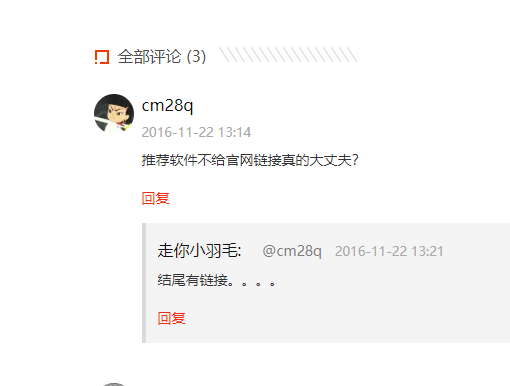 全部评论 (3)
cm28q
2016-11-22 13:14
推荐软件不给官网链接真的大丈夫?
回复
走你小羽毛: @cm28q 2016-11-22 13:21
结尾有链接。。。。
回复